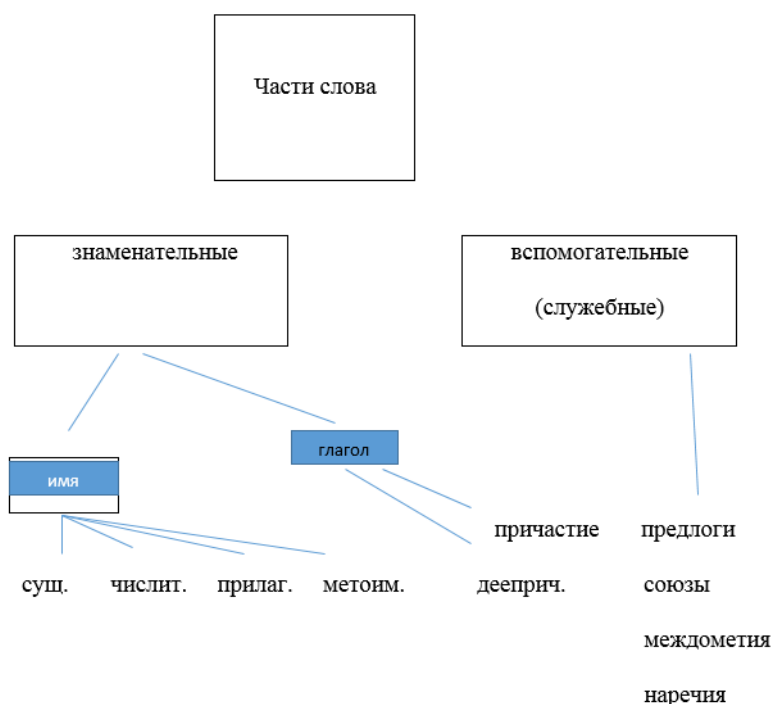 Части слова
знаменательные
вспомогательные
(служебные)
имя
глагол
причастие
предлоги
сущ.
числит.
прилаг.
метоим.
дееприч.
союзы
междометия
наречия